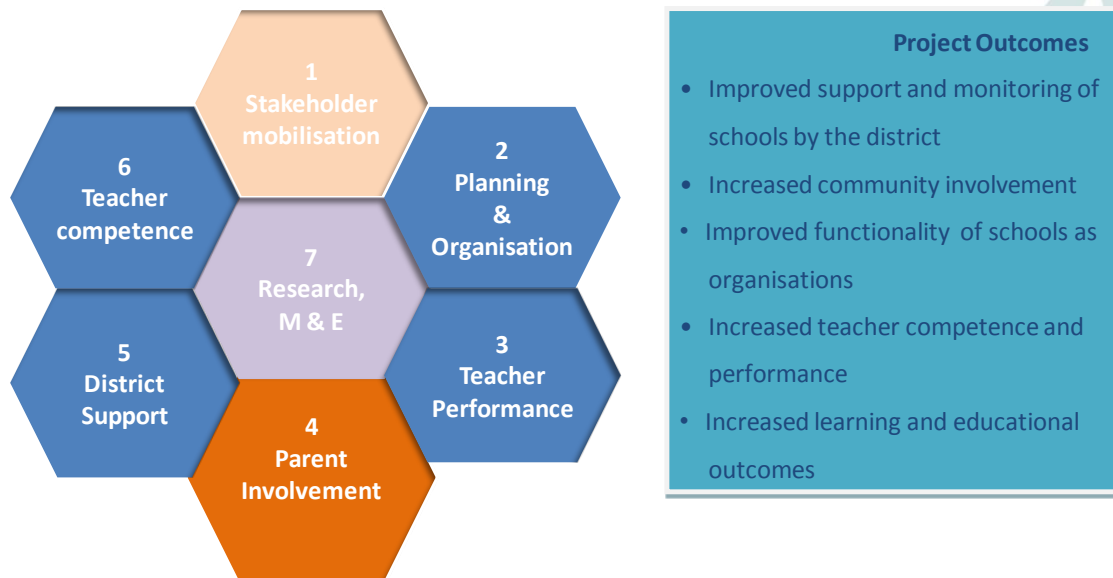 1
Stakeholder
mobilisation
2
Planning
&
Organisation
3
Teacher
Performance
4
Parent
Involvement
5
District
Support
6
Teacher
competence
7
Research,
M & E
Project Outcomes
• Improved support and monitoring of
schools by the district
• Increased community involvement
• Improved functionality of schools as
organisations
• Increased teacher competence and
performance
• Increased learning and educational
outcomes